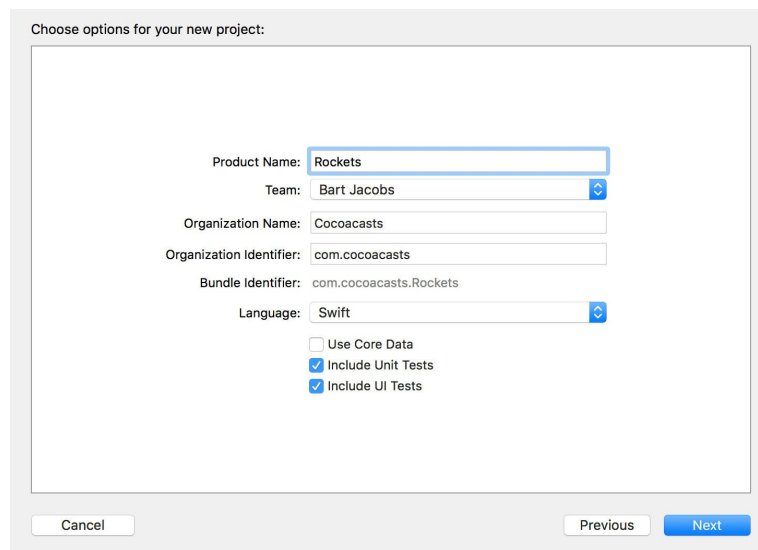 Choose options for your new project:
Product Name: Rockets
Team: Bart Jacobs
Organization Name: Cocoacasts
Organization Identifier: com.cocoacasts
Bundle Identifier: com.cocoacasts.Rockets
Language: Swift
Use Core Data
Include Unit Tests
Include UI Tests
Cancel Previous Next